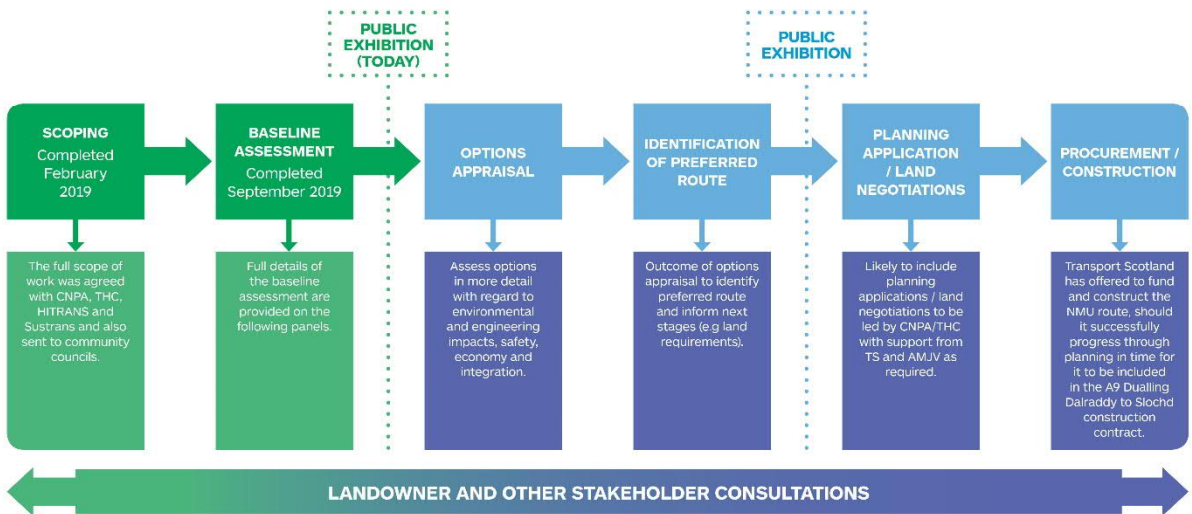 PUBLIC
EXHIBITION
(TODAY)
PUBLIC
EXHIBITION
SCOPING
Completed
February
2019
BASELINE
ASSESSMENT
Completed
September 2019
OPTIONS
APPRAISAL
IDENTIFICATION
OF PREFERRED
ROUTE
PLANNING
APPLICATION
/ LAND
NEGOTIATIONS
PROCUREMENT /
CONSTRUCTION
The full scope of
work was agreed
with CNPA, THC,
HITRANS and
Sustrans and also
sent to community
councils.
Full details of
the baseline
assessment are
provided on the
following panels.
Assess options
in more detail
with regard to
environmental
and engineering
impacts, safety,
economy and
integration.
Outcome of options
appraisal to identify
preferred route
and inform next
stages (e.g land
requirements).
Likely to include
planning
applications / land
negotiations to be
led by CNPA/THC
with support from
TS and AMJV as
required.
Transport Scotland
has offered to fund
and construct the
NMU route, should
it successfully
progress through
planning in time for
it to be included
in the A9 Dualling
Dalraddy to Slochd
construction
contract.
LANDOWNER AND OTHER STAKEHOLDER CONSULTATIONS